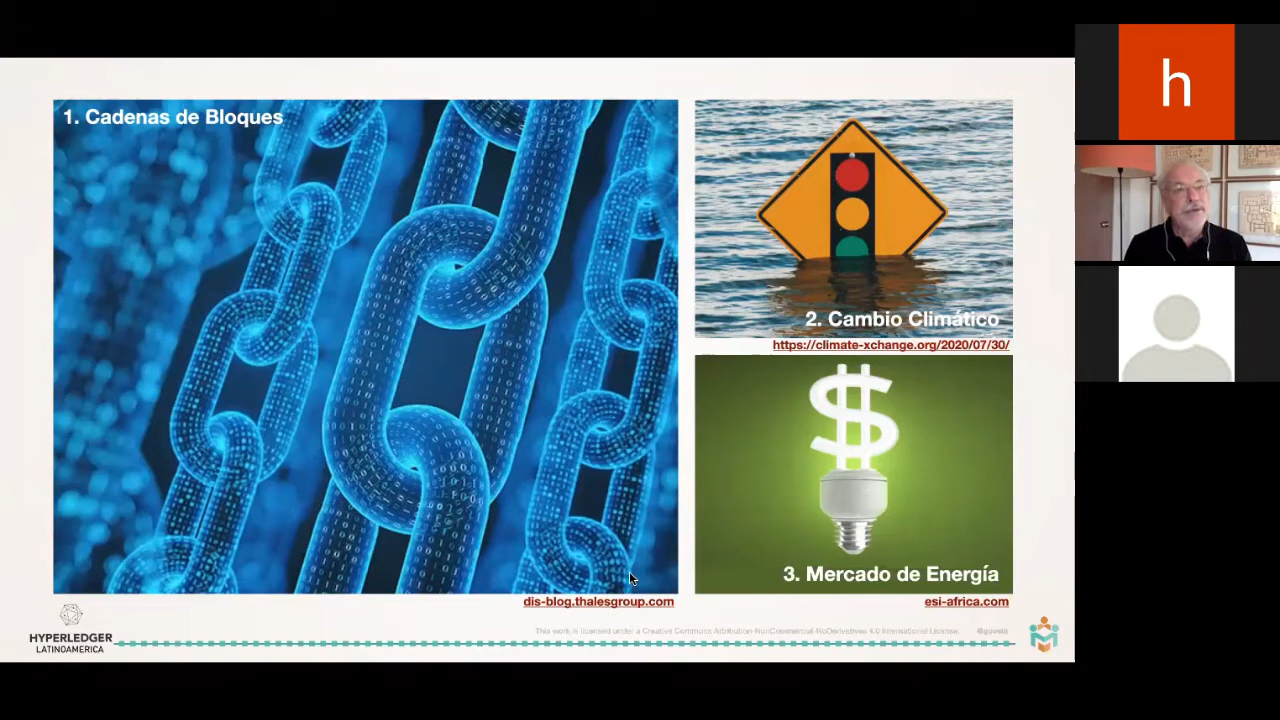 1. Cadenas de Bloques
2. Cambio Climático
https://climate-xchange.org/2020/07/30/
3. Mercado de Energía
dis-blog.thalesgroup.com
esi-africa.com
This work is licensed under a Creative Commons Attribution-NonCommercial-NoDerivatives 4.0 International License. @gavela
HYPERLEDGER
LATINOAMERICA
h